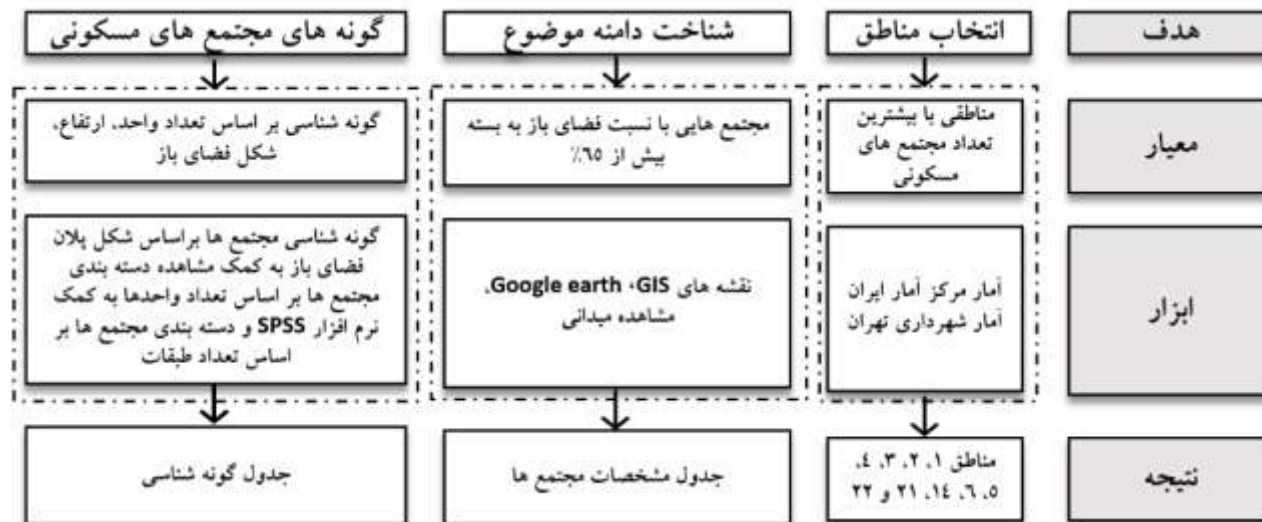 هدف
انتخاب مناطق
شناخت دامنه موضوع
گونه های مجتمع های مسکونی
معیار
مناطقی با بیشترین
تعداد مجتمع های
مسکونی
مجتمع هایی با نسبت فضای باز به بسته
بیش از ٦٥٪
گونه شناسی بر اساس تعداد واحد، ارتفاع،
شکل فضای باز
ابزار
آمار مرکز آمار ایران
آمار شهرداری تهران
نقشه های Google earth ،GIS،
مشاهده میدانی
گونه شناسی مجتمع ها براساس شکل پلان
فضای باز به کمک مشاهده دسته بندی
مجتمع ها بر اساس تعداد واحدها به کمک
نرم افزار SPSS و دسته بندی مجتمع ها بر
اساس تعداد طبقات
نتیجه
مناطق ۱، ۲، ۳، ٤،
۵، ٦، ١٤، ۲۱ و ۲۲
جدول مشخصات مجتمع ها
جدول گونه شناسی